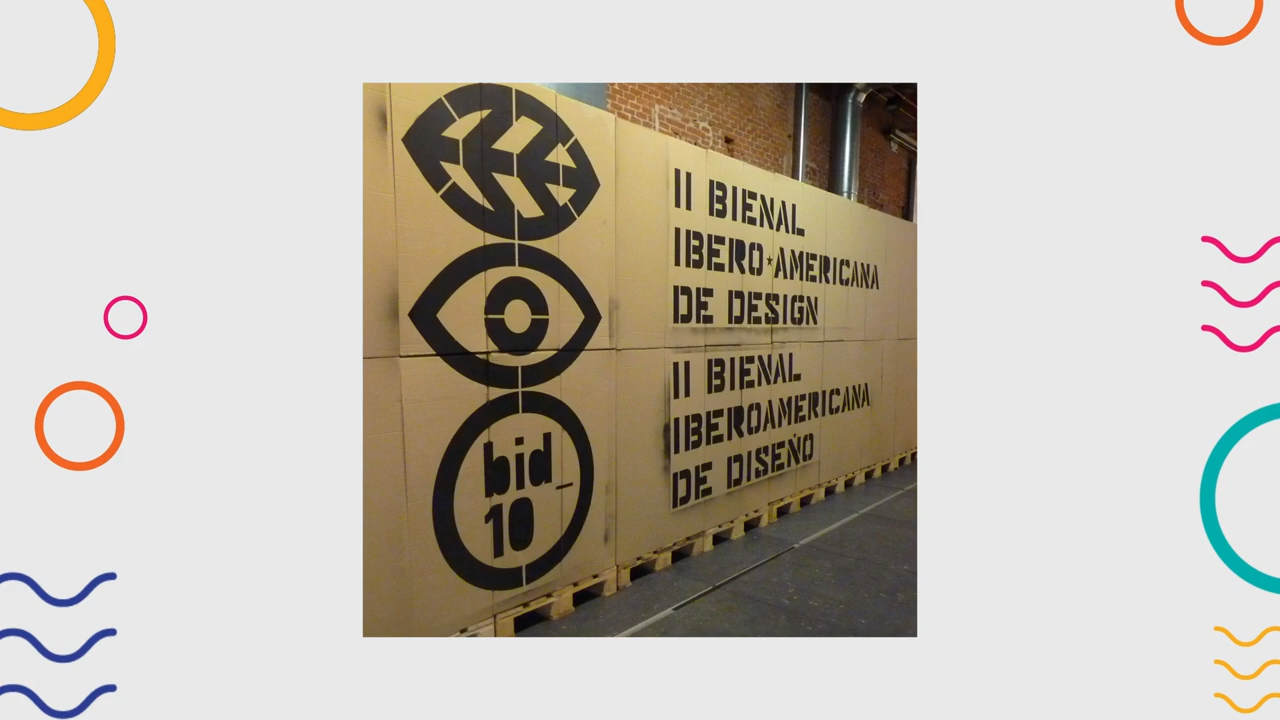 II BIENAL
IBERO★AMERICANA
DE DESIGN
II BIENAL
IBEROAMERICANA
DE DISEÑO
bid_
10